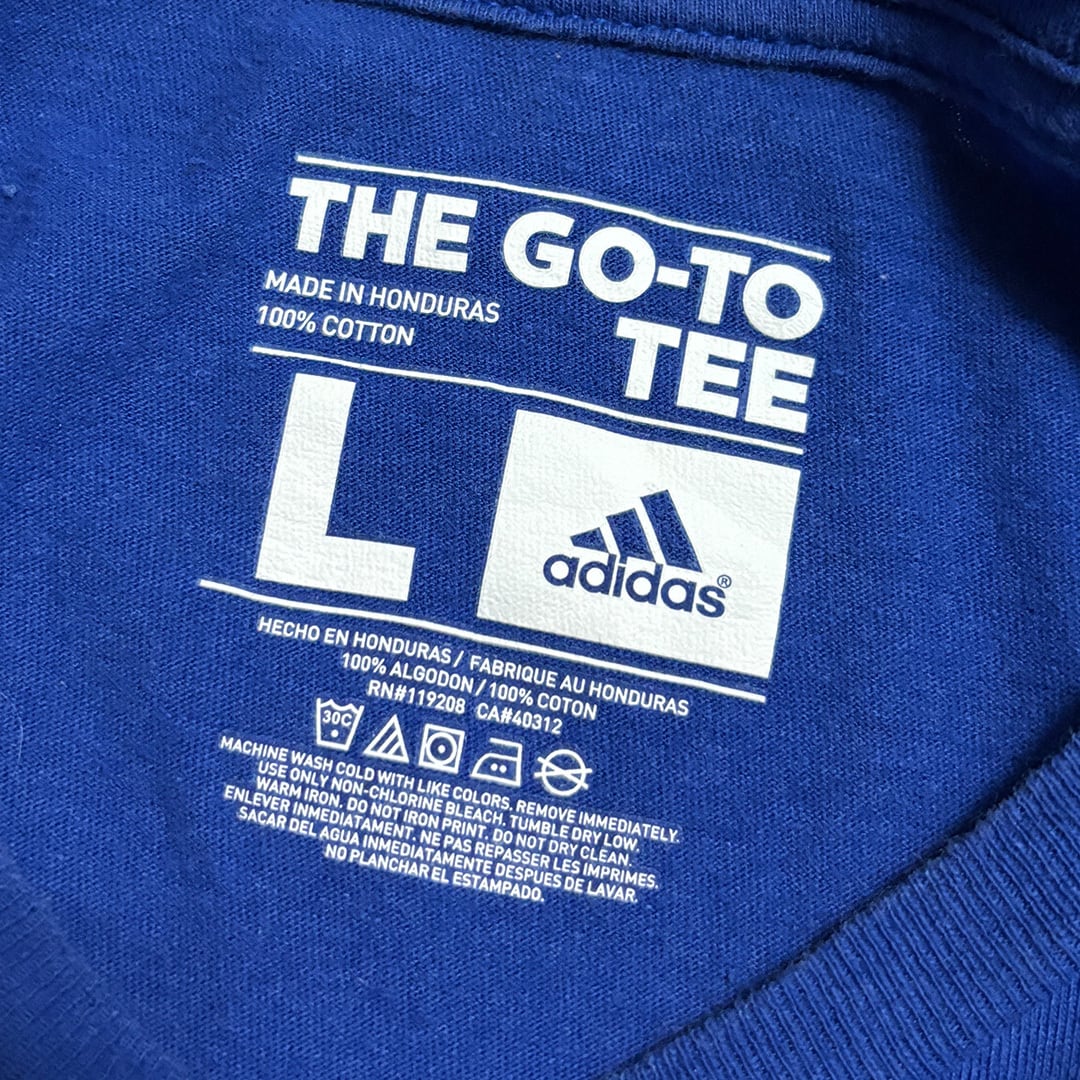 THE GO-TO
TEE
MADE IN HONDURAS
100% COTTON
L
adidas®
HECHO EN HONDURAS / FABRIQUE AU HONDURAS
100% ALGODON / 100% COTON
RN#119208 CA#40312
30C
MACHINE WASH COLD WITH LIKE COLORS. REMOVE IMMEDIATELY.
USE ONLY NON-CHLORINE BLEACH. TUMBLE DRY LOW.
WARM IRON. DO NOT IRON PRINT. DO NOT DRY CLEAN.
ENLEVER INMEDIATAMENT. NE PAS REPASSER LES IMPRIMES.
SACAR DEL AGUA INMEDIATAMENTE DESPUES DE LAVAR.
NO PLANCHAR EL ESTAMPADO.